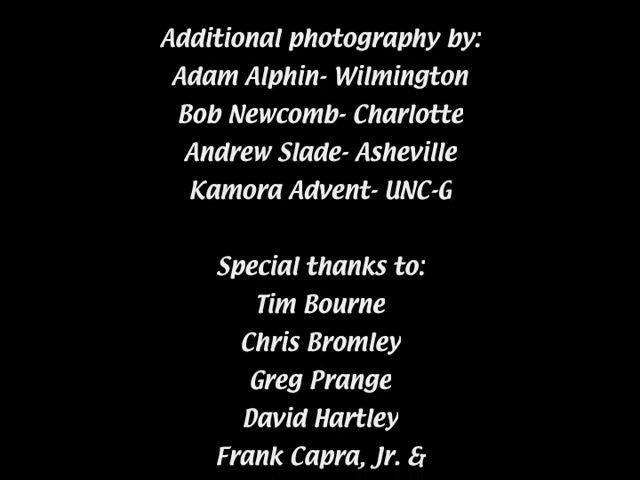 Additional photography by:
Adam Alphin- Wilmington
Bob Newcomb- Charlotte
Andrew Slade- Asheville
Kamora Advent- UNC-G
Special thanks to:
Tim Bourne
Chris Bromley
Greg Prange
David Hartley
Frank Capra, Jr. &